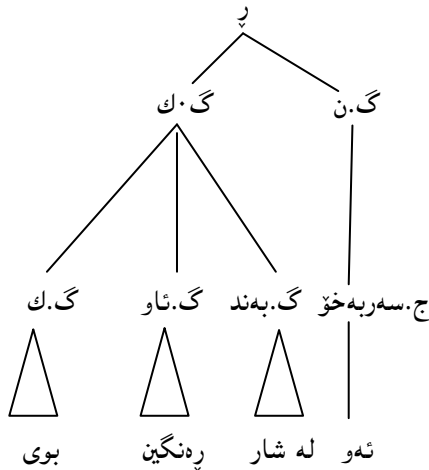 ڕ
گ.ن گ.ك
ج.سەربەخۆ گ.بەند گ.ئاو گ.ك
ئەو لە شار ڕەنگین بوی